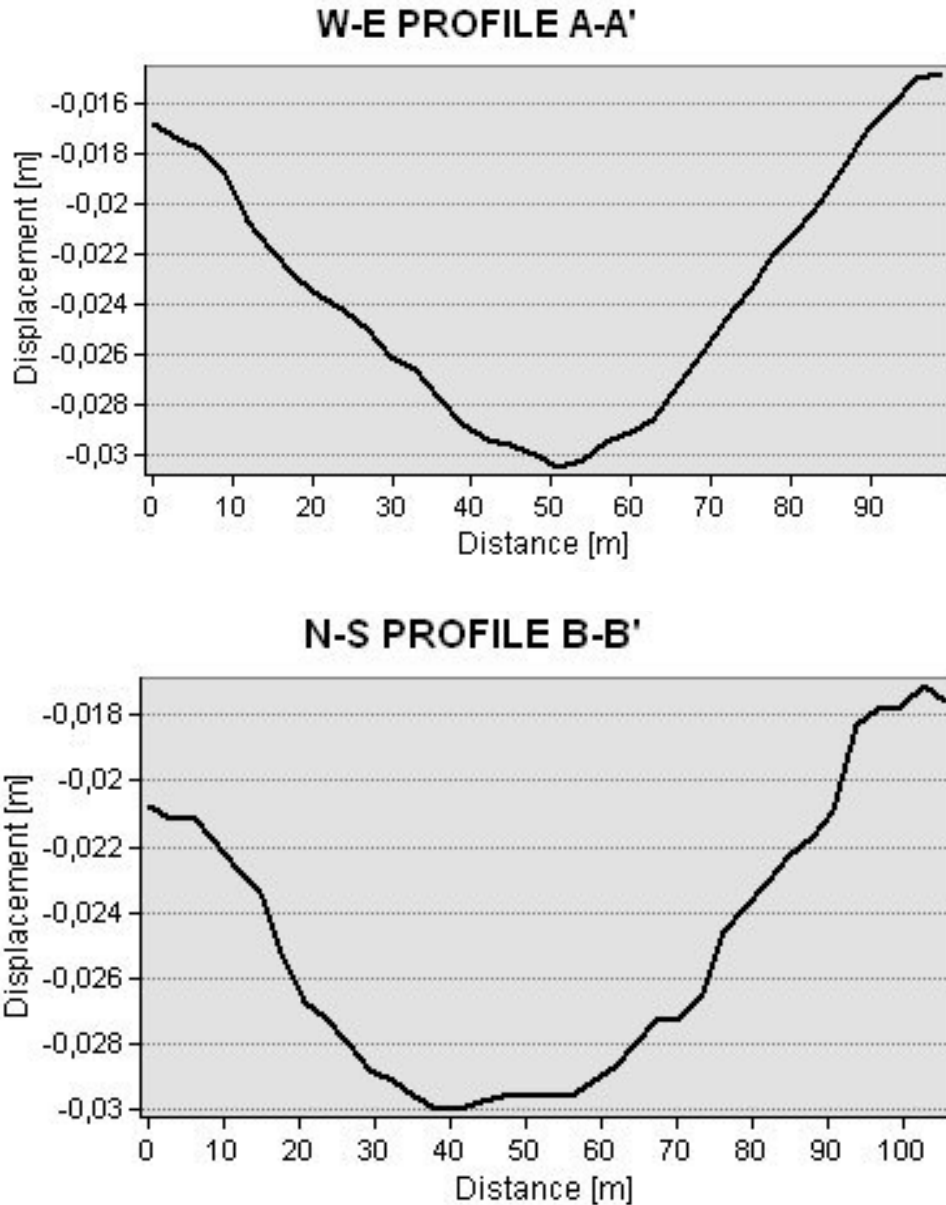 W-E PROFILE A-A'
-0,016
-0,018
-0,02
-0,022
-0,024
-0,026
-0,028
-0,03
Displacement [m]
0 10 20 30 40 50 60 70 80 90
Distance [m]
N-S PROFILE B-B'
-0,018
-0,02
-0,022
-0,024
-0,026
-0,028
-0,03
Displacement [m]
0 10 20 30 40 50 60 70 80 90 100
Distance [m]